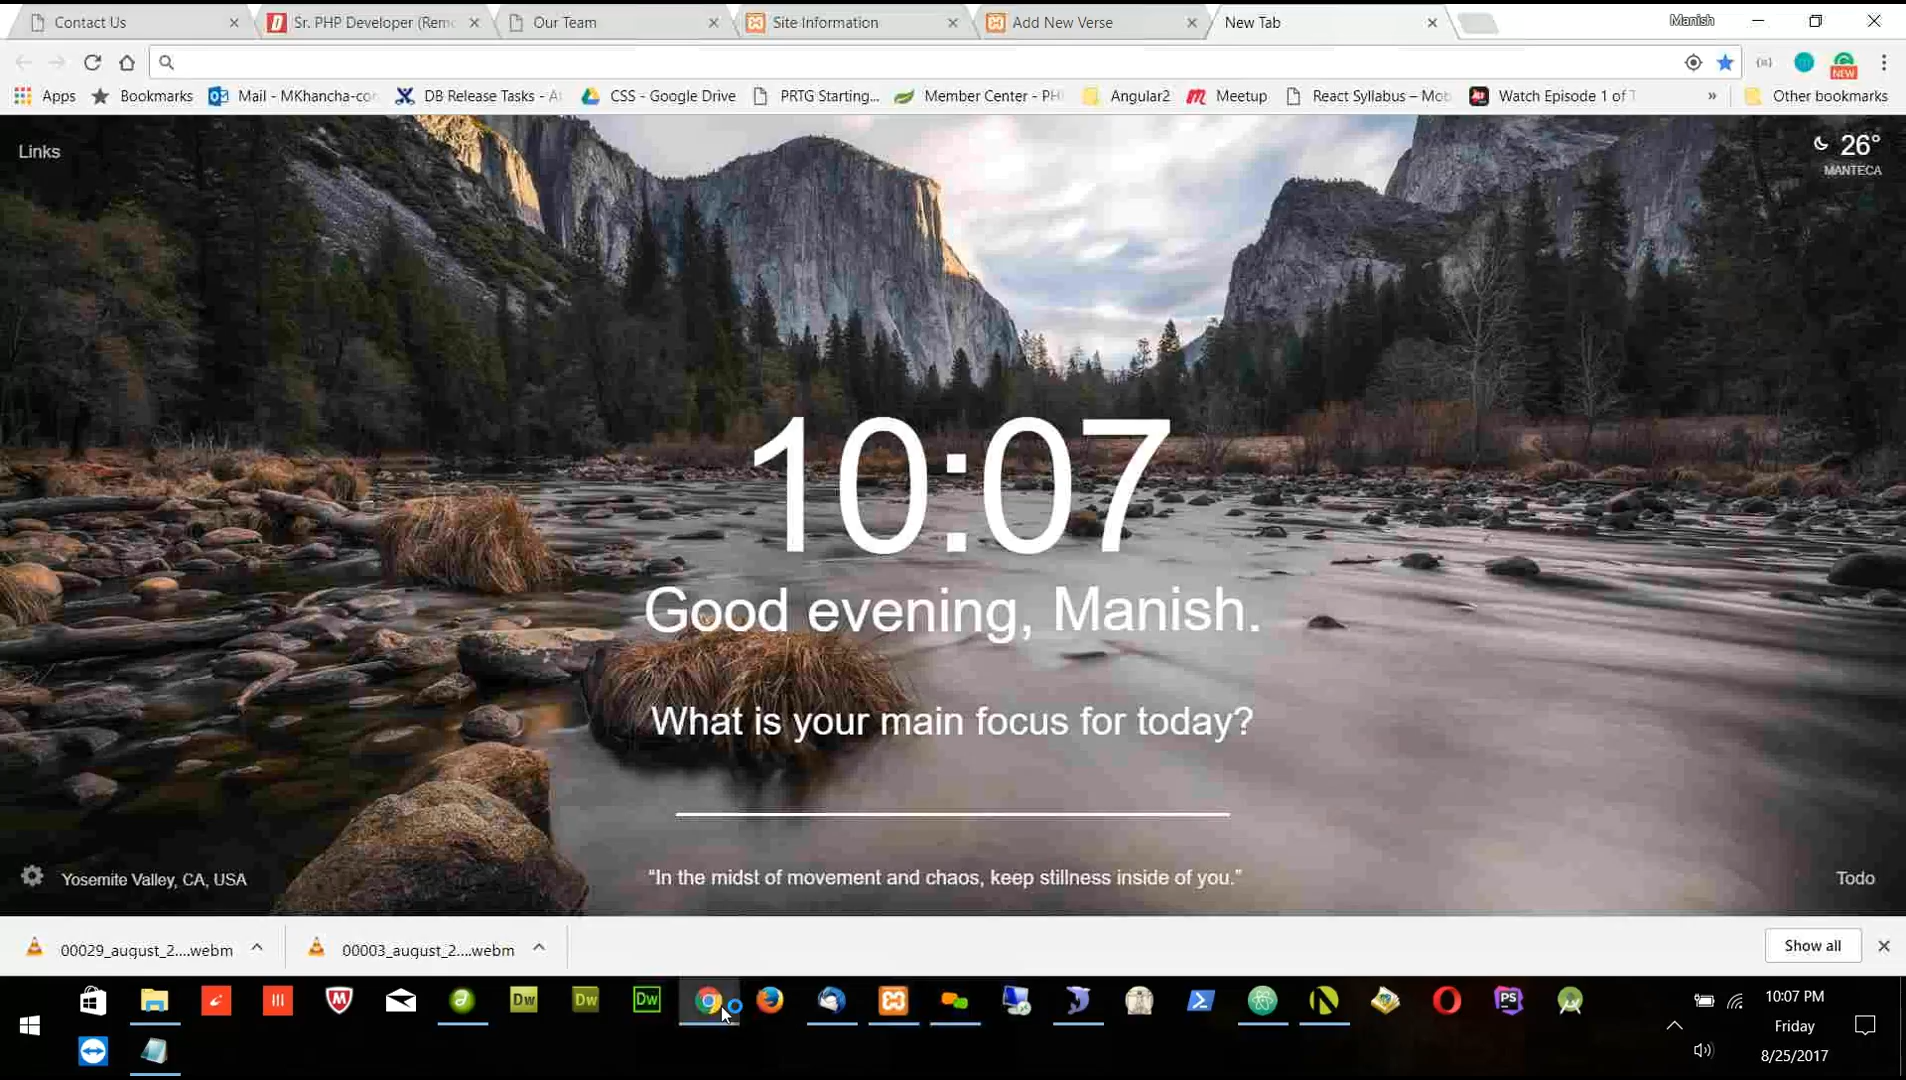 Contact Us
Sr. PHP Developer (Remo
Our Team
Site Information
Add New Verse
New Tab
Manish
Apps
Bookmarks
Mail - MKhancha-co
DB Release Tasks - A
CSS - Google Drive
PRTG Starting...
Member Center - PH
Angular2
Meetup
React Syllabus – Mob
Watch Episode 1 of T
»
Other bookmarks
NEW
Links
26°
MANTECA
10:07
Good evening, Manish.
What is your main focus for today?
Yosemite Valley, CA, USA
“In the midst of movement and chaos, keep stillness inside of you.”
Todo
00029_august_2....webm
00003_august_2....webm
Show all
Dw
Dw
Dw
PS
10:07 PM
Friday
8/25/2017